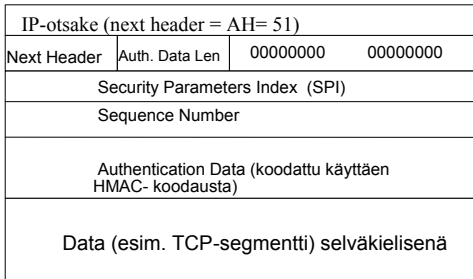 IP-otsake (next header = AH= 51)
Next Header Auth. Data Len 00000000 00000000
Security Parameters Index (SPI)
Sequence Number
Authentication Data (koodattu käyttäen
HMAC- koodausta)
Data (esim. TCP-segmentti) selväkielisenä